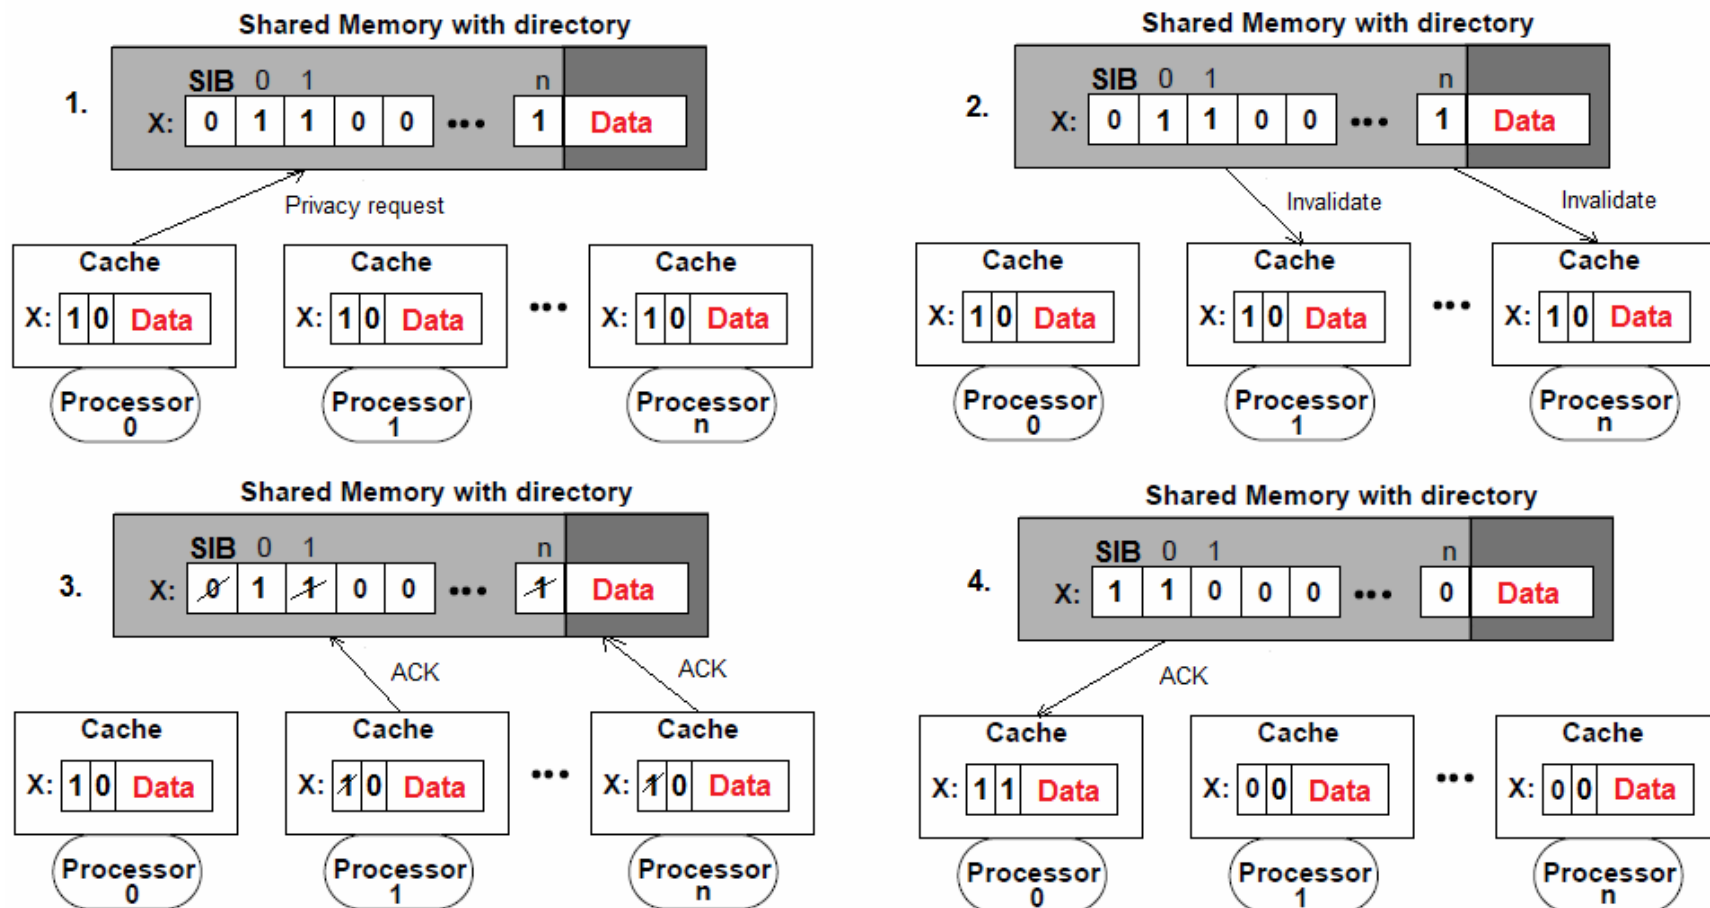 Shared Memory with directory
SIB 0 1 n
1. X: 0 1 1 0 0 ••• 1 Data
Privacy request
Cache Cache Cache
X: 1 0 Data X: 1 0 Data ••• X: 1 0 Data
Processor 0 Processor 1 Processor n
Shared Memory with directory
SIB 0 1 n
2. X: 0 1 1 0 0 ••• 1 Data
Invalidate Invalidate
Cache Cache Cache
X: 1 0 Data X: 1 0 Data ••• X: 1 0 Data
Processor 0 Processor 1 Processor n
Shared Memory with directory
SIB 0 1 n
3. X: 0 1 1 0 0 ••• 1 Data
ACK ACK
Cache Cache Cache
X: 1 0 Data X: 1 0 Data ••• X: 1 0 Data
Processor 0 Processor 1 Processor n
Shared Memory with directory
SIB 0 1 n
4. X: 1 1 0 0 0 ••• 0 Data
ACK
Cache Cache Cache
X: 1 1 Data X: 0 0 Data ••• X: 0 0 Data
Processor 0 Processor 1 Processor n